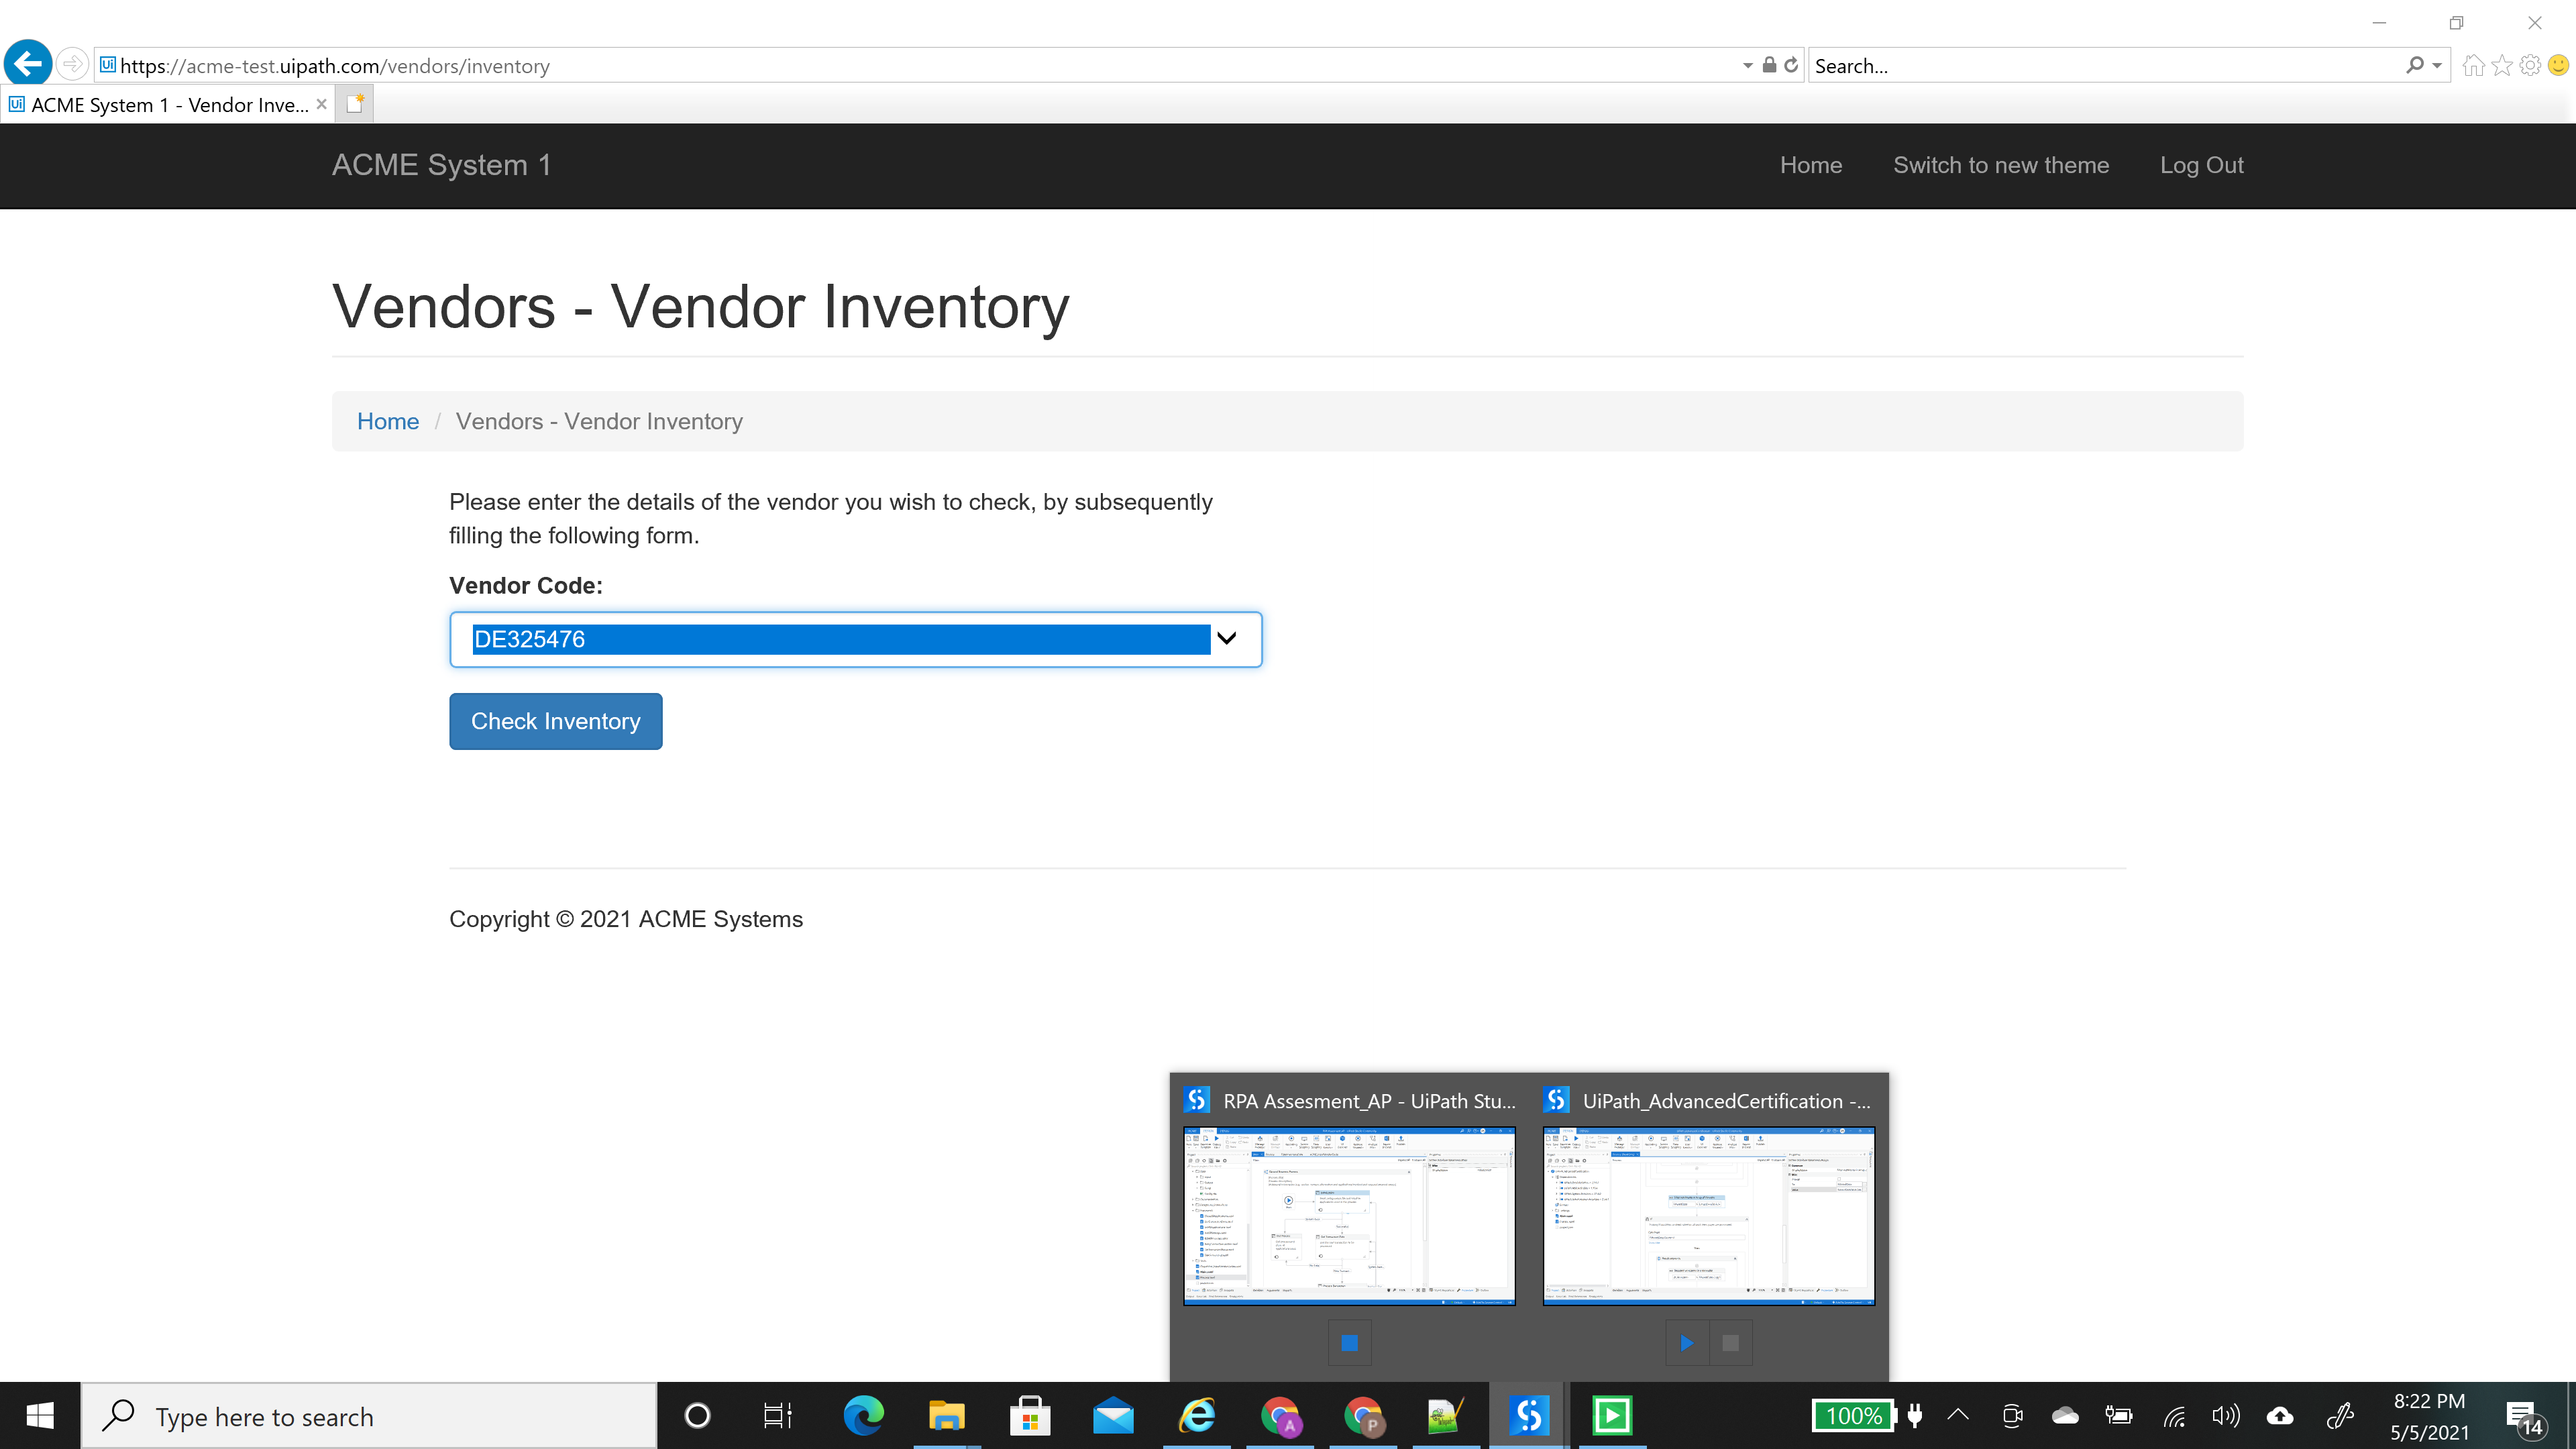 https://acme-test.uipath.com/vendors/inventory
Search...
ACME System 1 - Vendor Inve...
ACME System 1
Home
Switch to new theme
Log Out
Vendors - Vendor Inventory
Home / Vendors - Vendor Inventory
Please enter the details of the vendor you wish to check, by subsequently
filling the following form.
Vendor Code:
DE325476
Check Inventory
Copyright © 2021 ACME Systems
RPA Assesment_AP - UiPath Stu...
UiPath_AdvancedCertification -...
Type here to search
A
P
100%
8:22 PM
5/5/2021
14